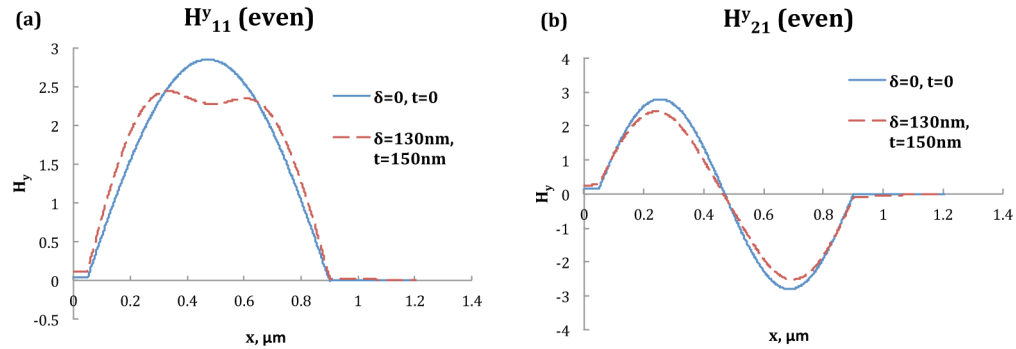 (a)
Hʸ₁₁ (even)
3
2.5
2
1.5
1
0.5
0
-0.5
Hy
0
0.2
0.4
0.6
0.8
1
1.2
1.4
x, μm
δ=0, t=0
δ=130nm,
t=150nm
(b)
Hʸ₂₁ (even)
4
3
2
1
0
-1
-2
-3
-4
Hy
0
0.2
0.4
0.6
0.8
1
1.2
1.4
x, μm
δ=0, t=0
δ=130nm,
t=150nm